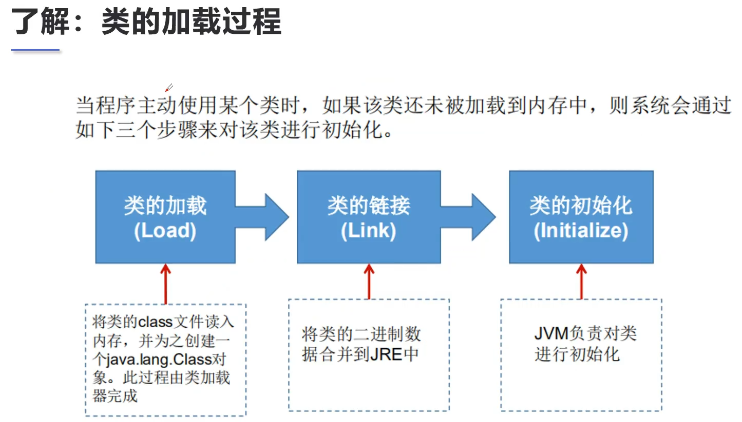 了解：类的加载过程
当程序主动使用某个类时，如果该类还未被加载到内存中，则系统会通过
如下三个步骤来对该类进行初始化。
类的加载
(Load)
类的链接
(Link)
类的初始化
(Initialize)
将类的class文件读入
内存，并为之创建一
个java.lang.Class对
象。此过程由类加载
器完成
将类的二进制数
据合并到JRE中
JVM负责对类
进行初始化